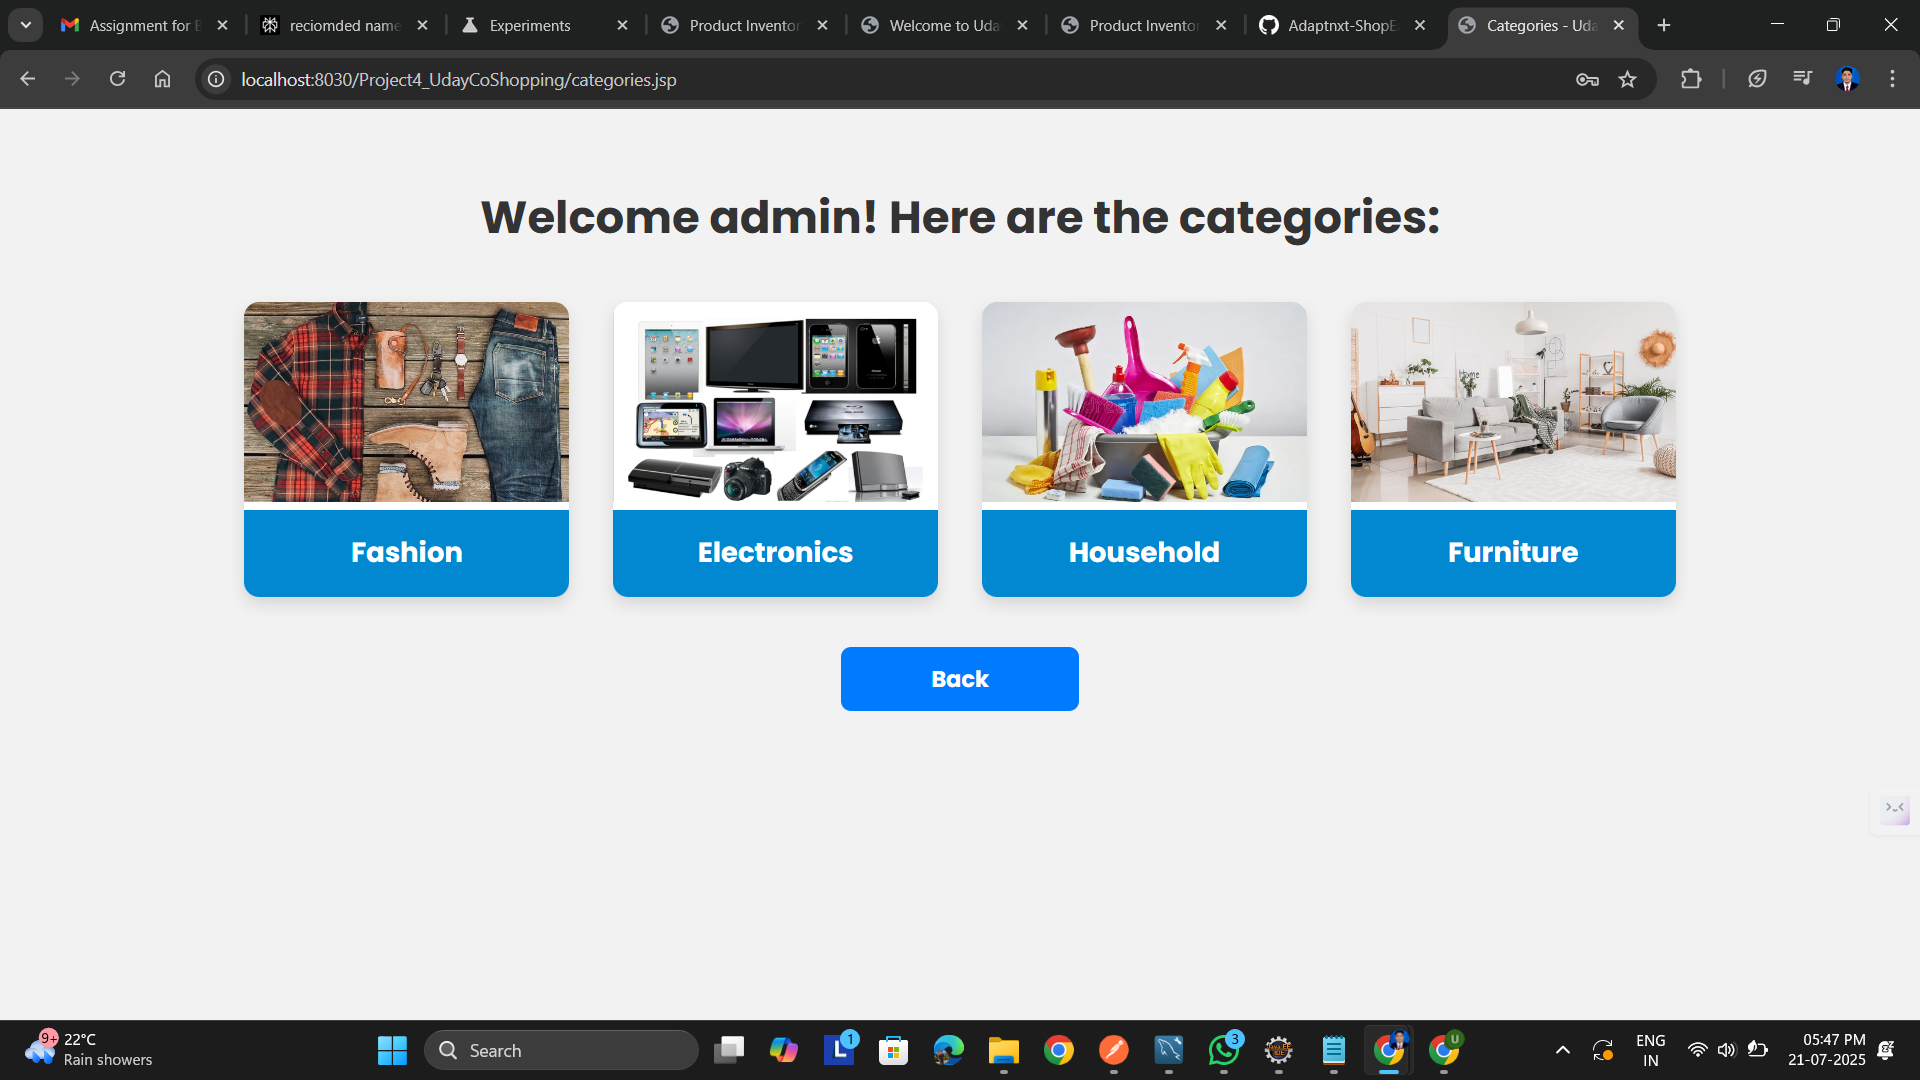 Assignment for B
reciomded name
Experiments
Product Inventor
Welcome to Uda
Product Inventor
Adaptnxt-ShopE
Categories - Uda
localhost:8030/Project4_UdayCoShopping/categories.jsp
Welcome admin! Here are the categories:
Fashion
Electronics
Household
Furniture
Back
9+
22°C
Rain showers
Search
L
1
3
U
ENG
IN
05:47 PM
21-07-2025